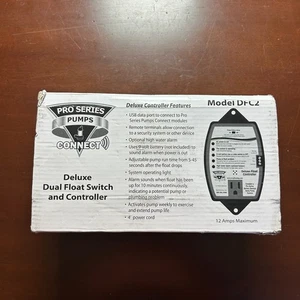 PRO SERIES
PUMPS
CONNECT
Deluxe
Dual Float Switch
and Controller
Deluxe Controller Features
• USB data port to connect to Pro
Series Pumps Connect modules
• Remote terminals allow connection
to a security system or other device
• Optional high water alarm
• Uses 9 volt battery (not included) to
sound alarm when power is out
• Adjustable pump run time from 5-45
seconds after the float drops
• System operating light
• Alarm sounds when float has been
up for 10 minutes continuously,
indicating a potential pump or
plumbing problem
• Activates pump weekly to exercise
and extend pump life
power cord
Model DFC2
Deluxe Float
Controller
12 Amps Maximum